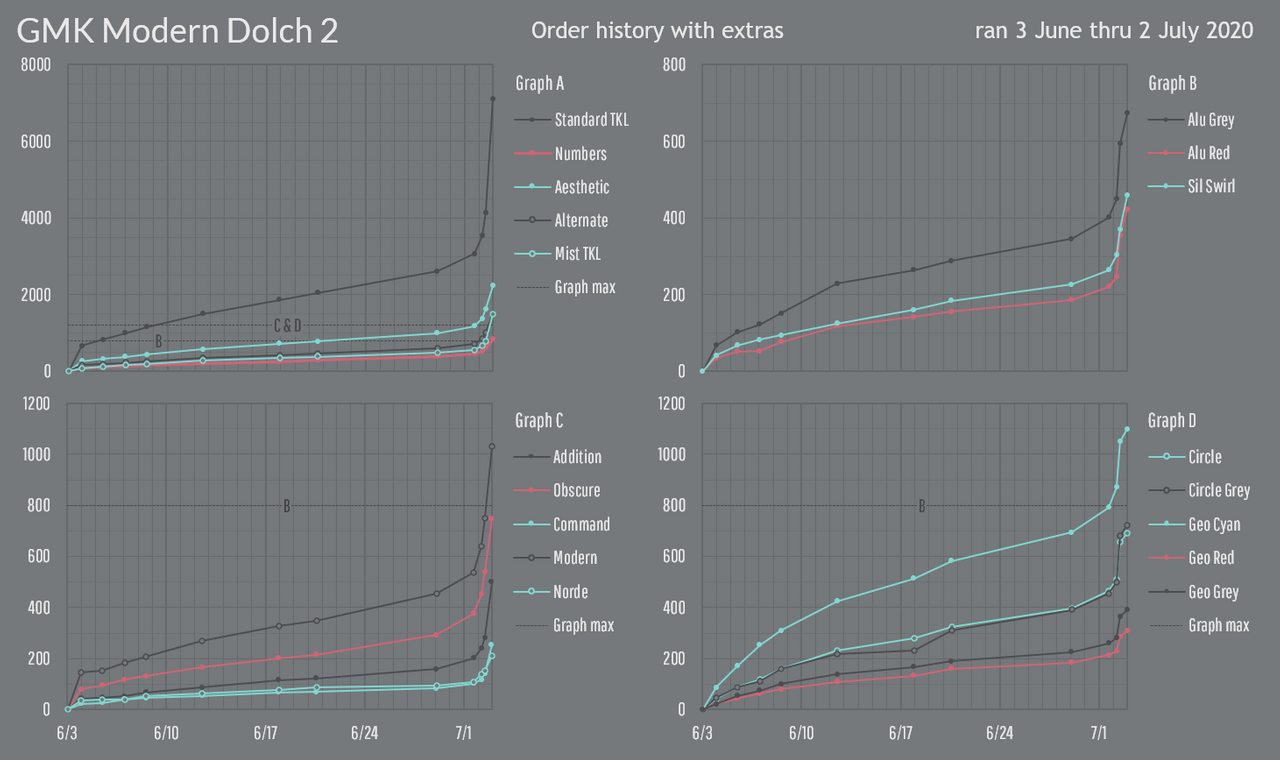 GMK Modern Dolch 2
Order history with extras
ran 3 June thru 2 July 2020
8000
6000
4000
2000
0
C & D
B
Graph A
Standard TKL
Numbers
Aesthetic
Alternate
Mist TKL
Graph max
800
600
400
200
0
Graph B
Alu Grey
Alu Red
Sil Swirl
1200
1000
800
600
400
200
0
B
6/3 6/10 6/17 6/24 7/1
Graph C
Addition
Obscure
Command
Modern
Norde
Graph max
1200
1000
800
600
400
200
0
B
6/3 6/10 6/17 6/24 7/1
Graph D
Circle
Circle Grey
Geo Cyan
Geo Red
Geo Grey
Graph max